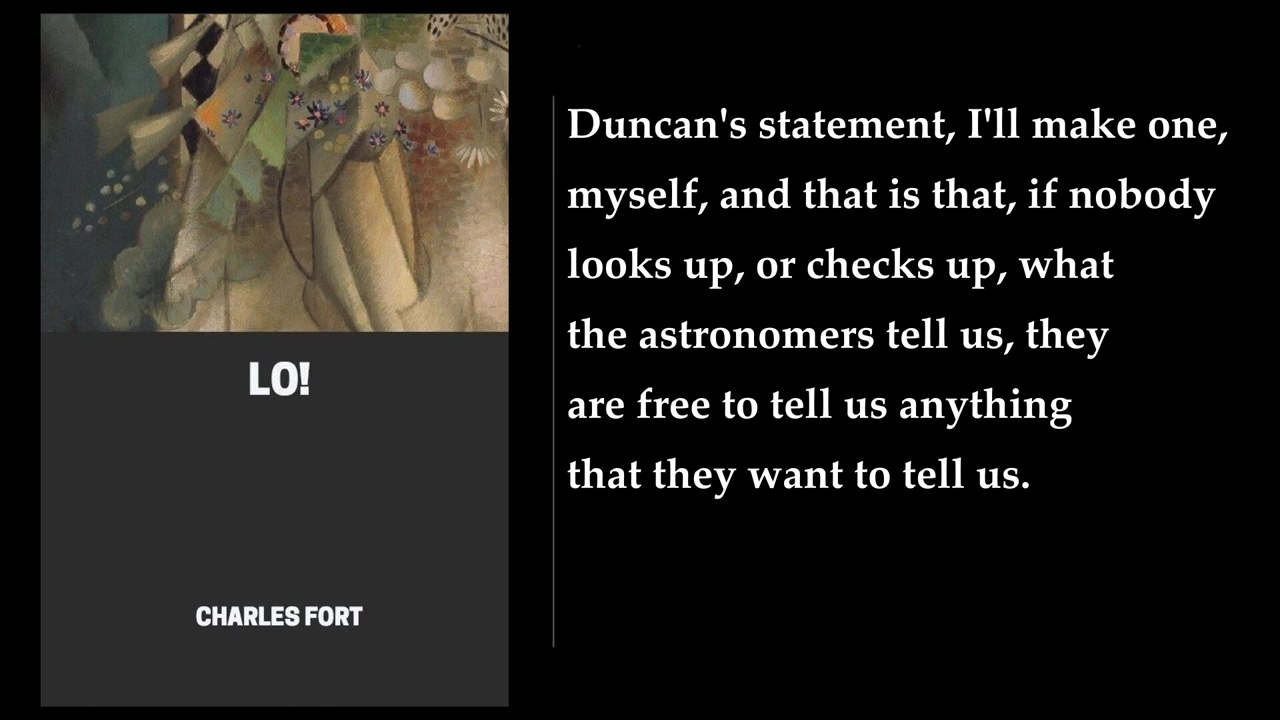 LO!
CHARLES FORT
Duncan's statement, I'll make one,
myself, and that is that, if nobody
looks up, or checks up, what
the astronomers tell us, they
are free to tell us anything
that they want to tell us.